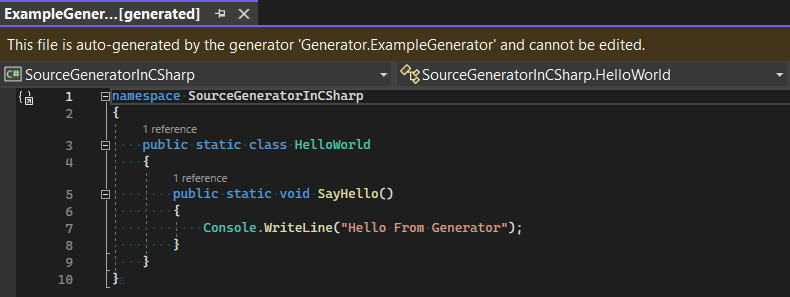 ExampleGener...[generated]
This file is auto-generated by the generator 'Generator.ExampleGenerator' and cannot be edited.
C# SourceGeneratorInCSharp SourceGeneratorInCSharp.HelloWorld
1 namespace SourceGeneratorInCSharp
2 {
1 reference
3 public static class HelloWorld
4 {
1 reference
5 public static void SayHello()
6 {
7 Console.WriteLine("Hello From Generator");
8 }
9 }
10 }